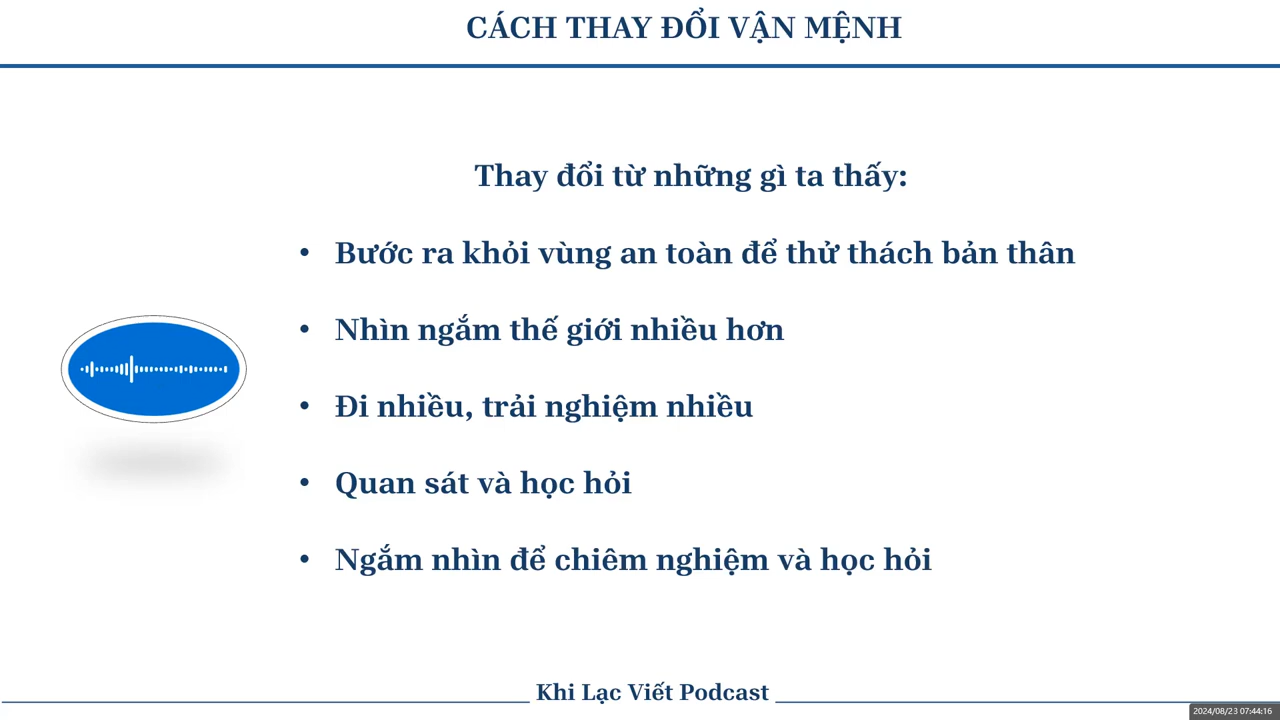 CÁCH THAY ĐỔI VẬN MỆNH
Thay đổi từ những gì ta thấy:
• Bước ra khỏi vùng an toàn để thử thách bản thân
• Nhìn ngắm thế giới nhiều hơn
• Đi nhiều, trải nghiệm nhiều
• Quan sát và học hỏi
• Ngắm nhìn để chiêm nghiệm và học hỏi
Khi Lạc Viết Podcast
2024/08/23 07:44:16